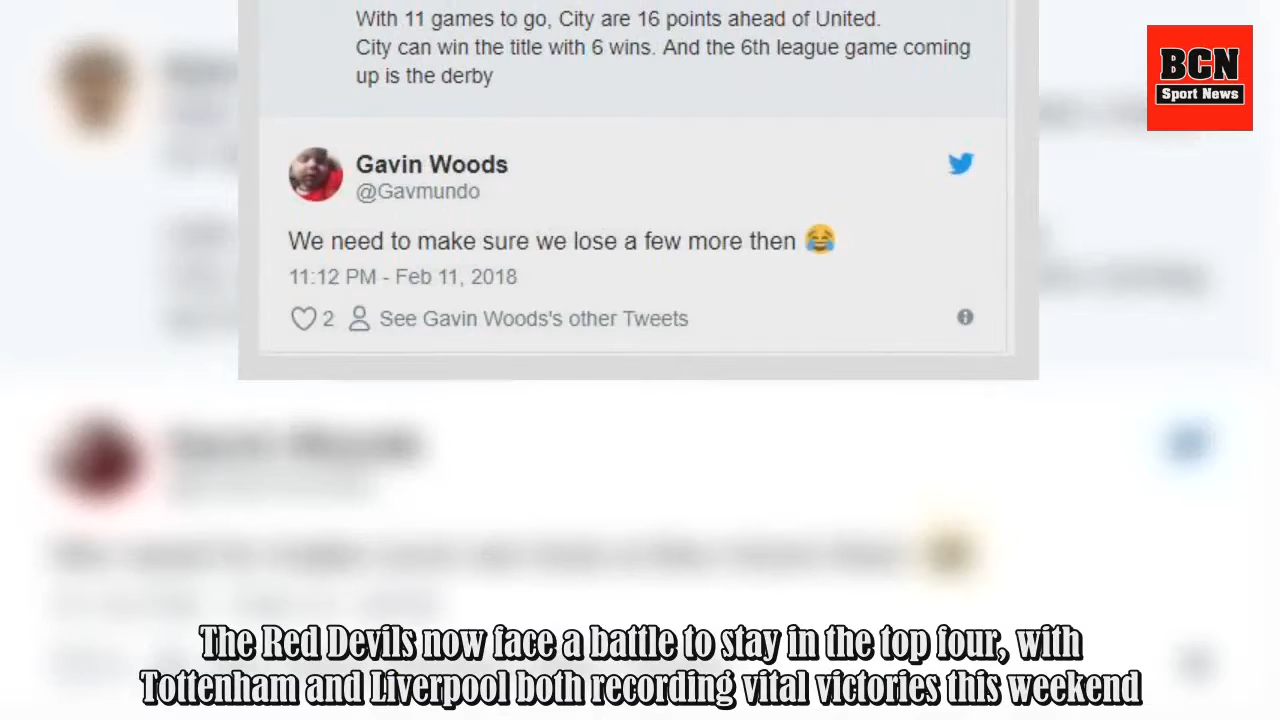 With 11 games to go, City are 16 points ahead of United.
City can win the title with 6 wins. And the 6th league game coming
up is the derby
BCN
Sport News
Gavin Woods
@Gavmundo
We need to make sure we lose a few more then 😂
11:12 PM - Feb 11, 2018
2 See Gavin Woods's other Tweets
The Red Devils now face a battle to stay in the top four, with
Tottenham and Liverpool both recording vital victories this weekend